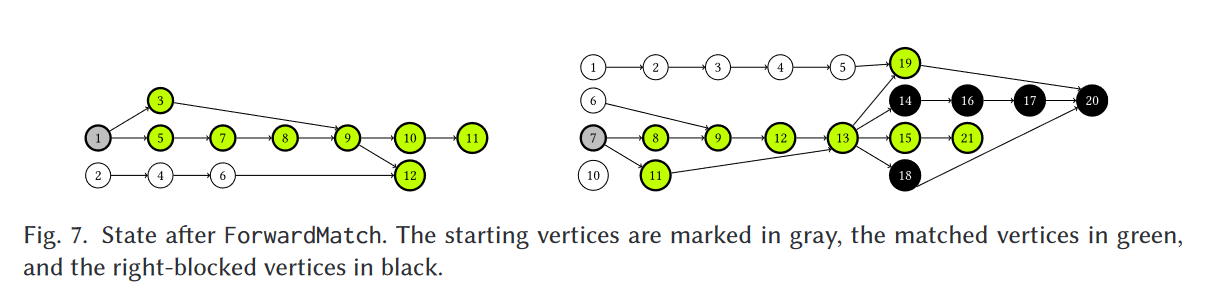 1 2 3 4 5 19
6 14 16 17 20
3
1 5 7 8 9 10 11
7 8 9 12 13 15 21
2 4 6 12
10 11 18
Fig. 7. State after ForwardMatch. The starting vertices are marked in gray, the matched vertices in green,
and the right-blocked vertices in black.